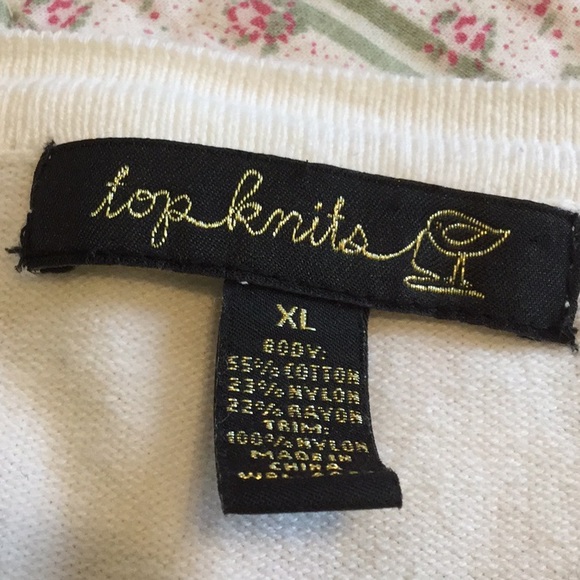 top knits
XL
BODY:
55% COTTON
23% NYLON
22% RAYON
TRIM:
100% NYLON
MADE IN
CHINA